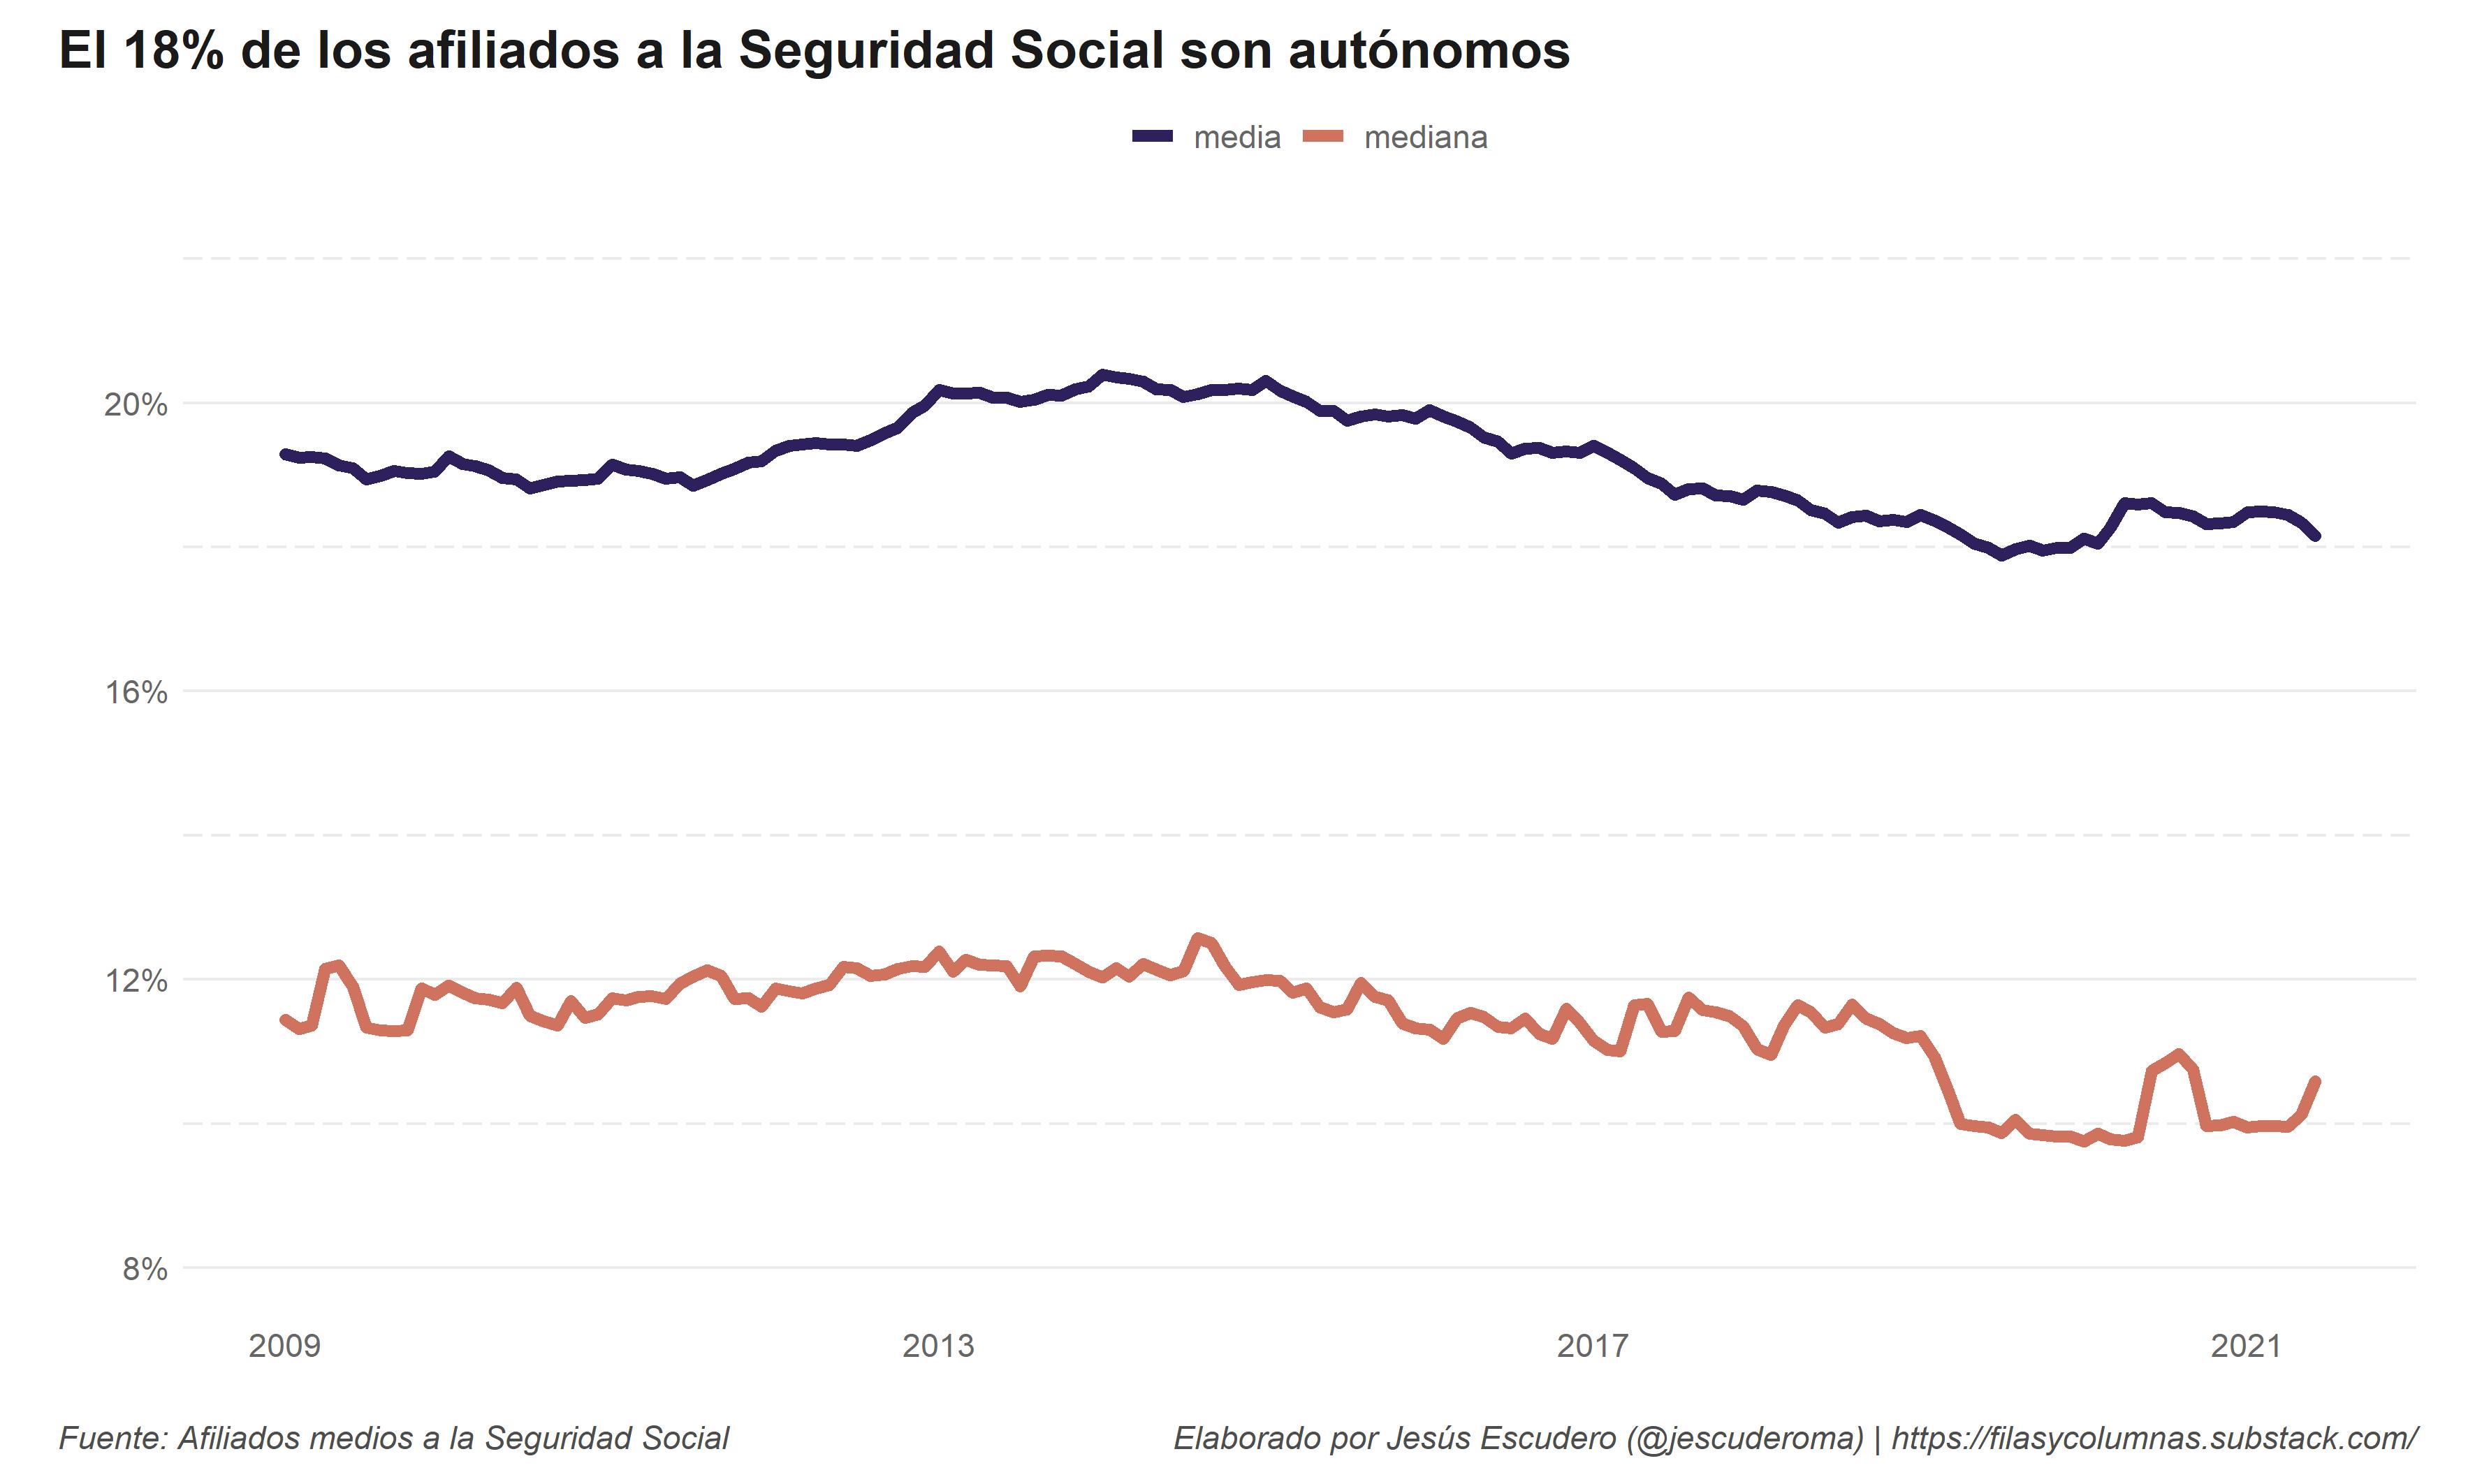 El 18% de los afiliados a la Seguridad Social son autónomos
media mediana
20%
16%
12%
8%
2009 2013 2017 2021
Fuente: Afiliados medios a la Seguridad Social
Elaborado por Jesús Escudero (@jescuderoma) | https://filasycolumnas.substack.com/